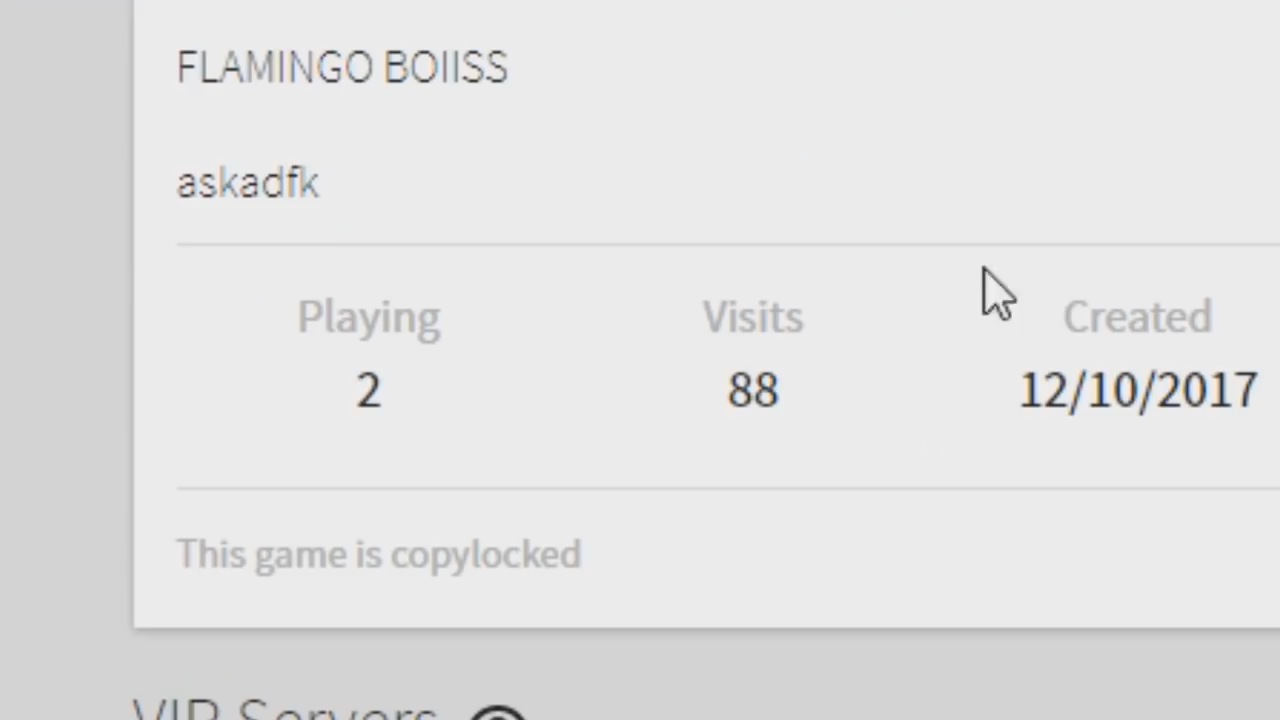 FLAMINGO BOIISS
askadfk
Playing Visits Created
2 88 12/10/2017
This game is copylocked
VIP Servers